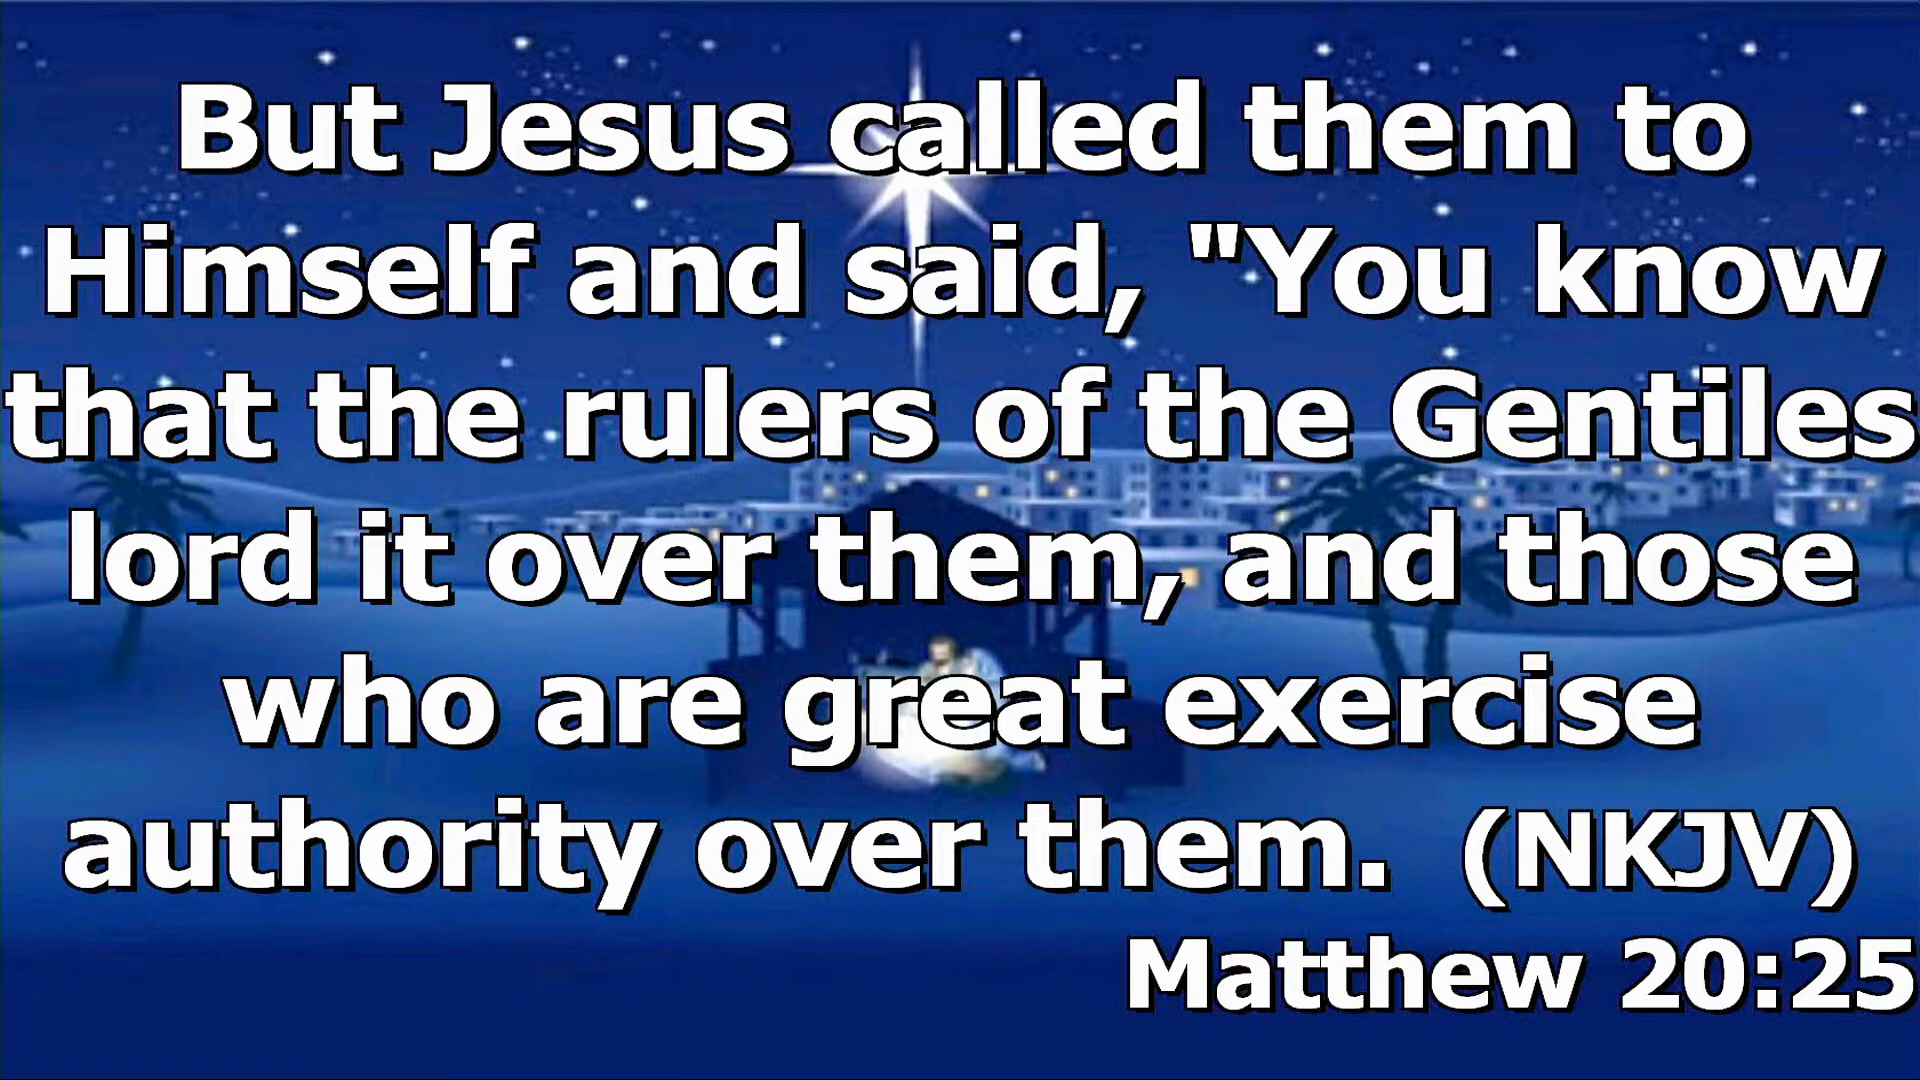 But Jesus called them to
Himself and said, "You know
that the rulers of the Gentiles
lord it over them, and those
who are great exercise
authority over them.  (NKJV)
Matthew 20:25